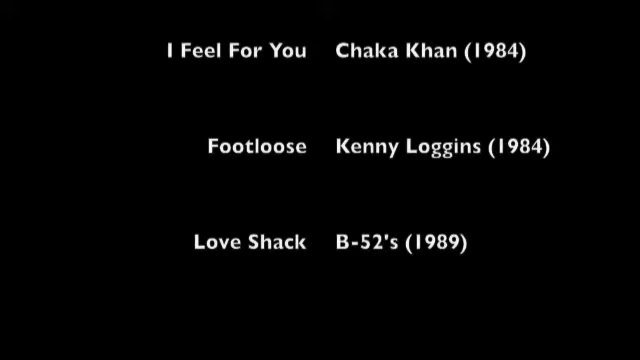 I Feel For You Chaka Khan (1984)
Footloose Kenny Loggins (1984)
Love Shack B-52's (1989)